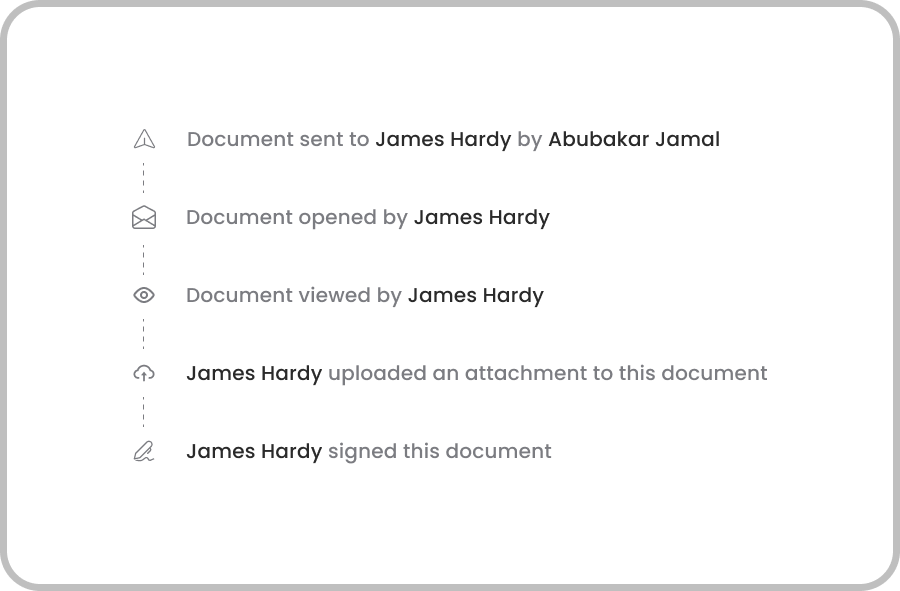 Document sent to James Hardy by Abubakar Jamal
Document opened by James Hardy
Document viewed by James Hardy
James Hardy uploaded an attachment to this document
James Hardy signed this document